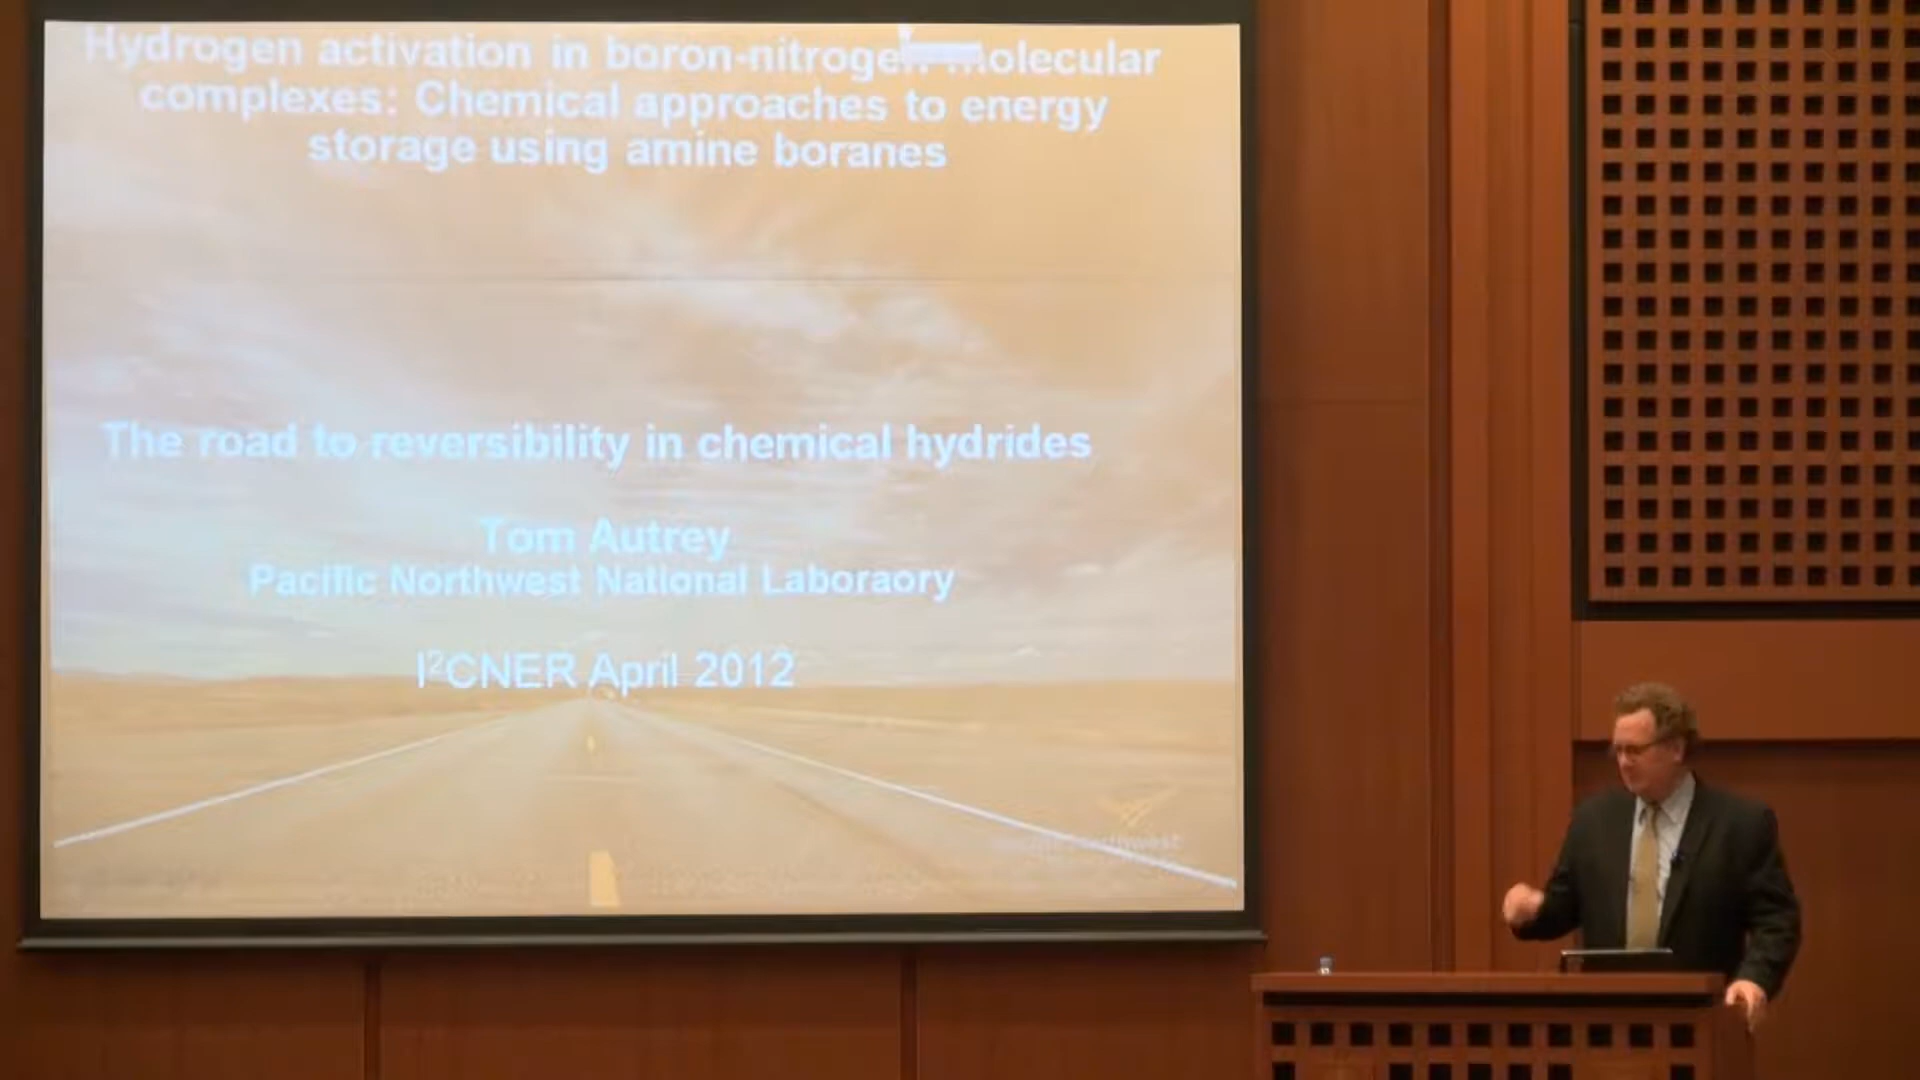 Hydrogen activation in boron-nitrogen molecular
complexes: Chemical approaches to energy
storage using amine boranes
The road to reversibility in chemical hydrides
Tom Autrey
Pacific Northwest National Laboraory
I²CNER April 2012